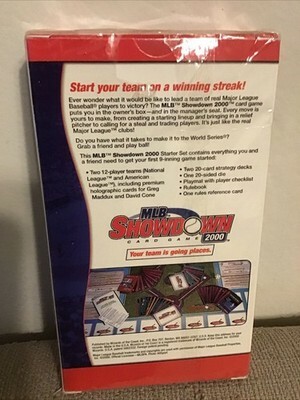 Start your team on a winning streak!
Ever wonder what it would be like to lead a team of real Major League
Baseball® players to victory? The MLB™ Showdown 2000™ card game
puts you in the owner's box—and in the manager's seat. Every move is
yours to make, from creating a starting lineup and bringing in a relief
pitcher to calling for a steal and trading players. It's just like the real
Major League™ clubs!
Do you have what it takes to make it to the World Series®?
Grab a friend and play ball!
This MLB™ Showdown 2000 Starter Set contains everything you and
a friend need to get your first 9-inning game started:
• Two 12-player teams (National
League™ and American
League™), including premium
holographic cards for Greg
Maddux and David Cone
• Two 20-card strategy decks
• One 20-sided die
• Playmat with player checklist
• Rulebook
• One rules reference card
MLB
SHOWDOWN
CARD GAME 2000™
Your team is going places.